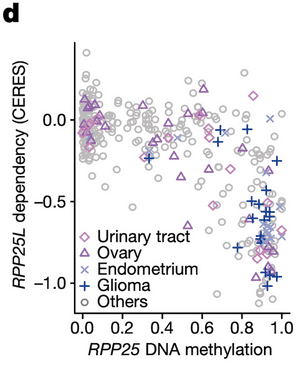 d
RPP25L dependency (CERES)
0.0
−0.5
−1.0
Urinary tract
Ovary
Endometrium
Glioma
Others
0.0 0.2 0.4 0.6 0.8 1.0
RPP25 DNA methylation